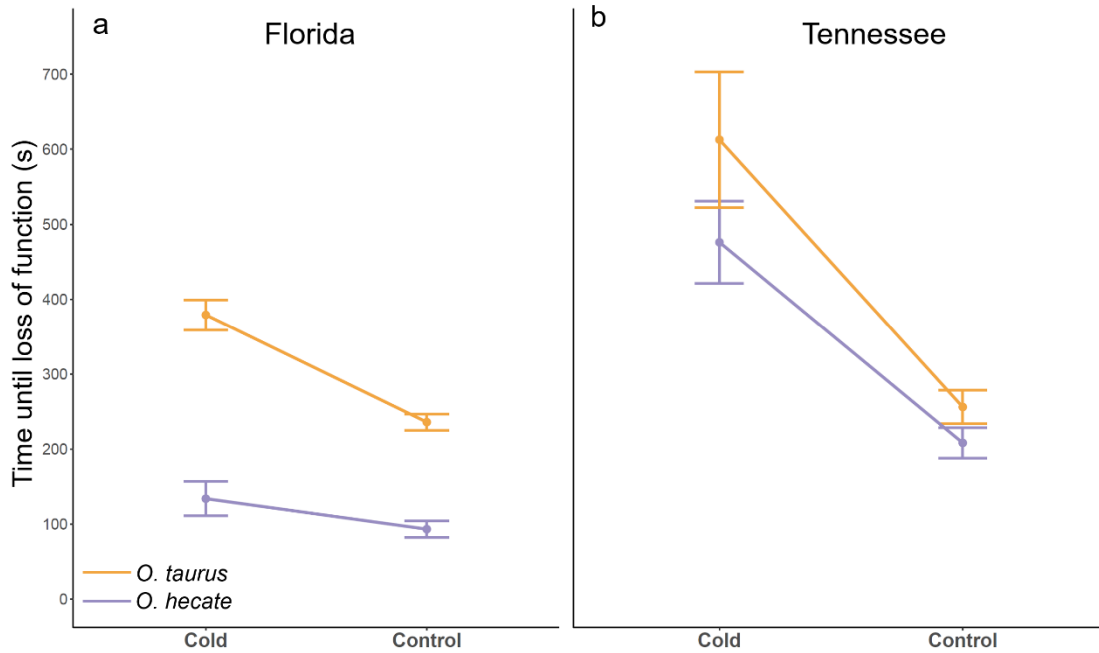 a
Florida
b
Tennessee
Time until loss of function (s)
700
600
500
400
300
200
100
0
O. taurus
O. hecate
Cold
Control
Cold
Control